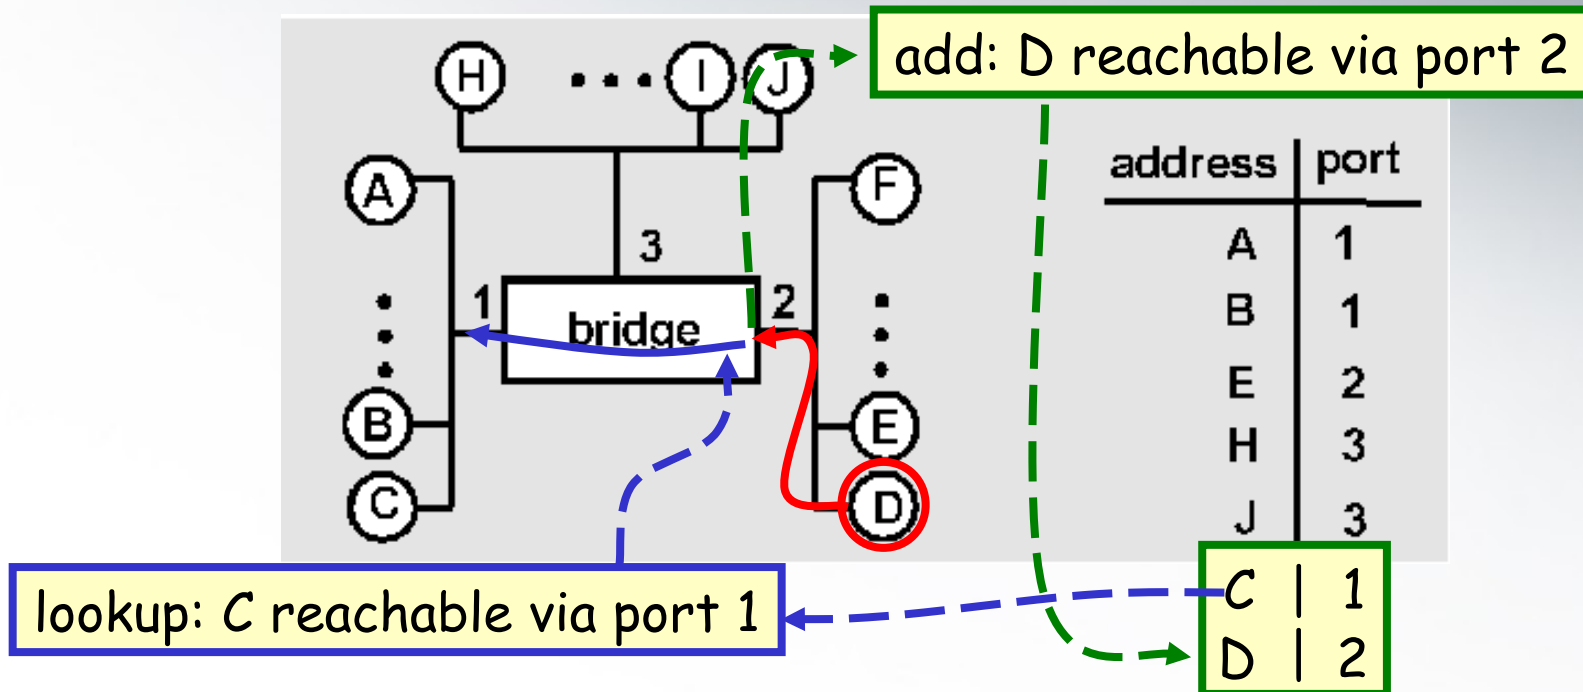 add: D reachable via port 2
H I J
A
F
3
1
2
bridge
B
E
C
D
address port
A 1
B 1
E 2
H 3
J 3
C | 1
D | 2
lookup: C reachable via port 1